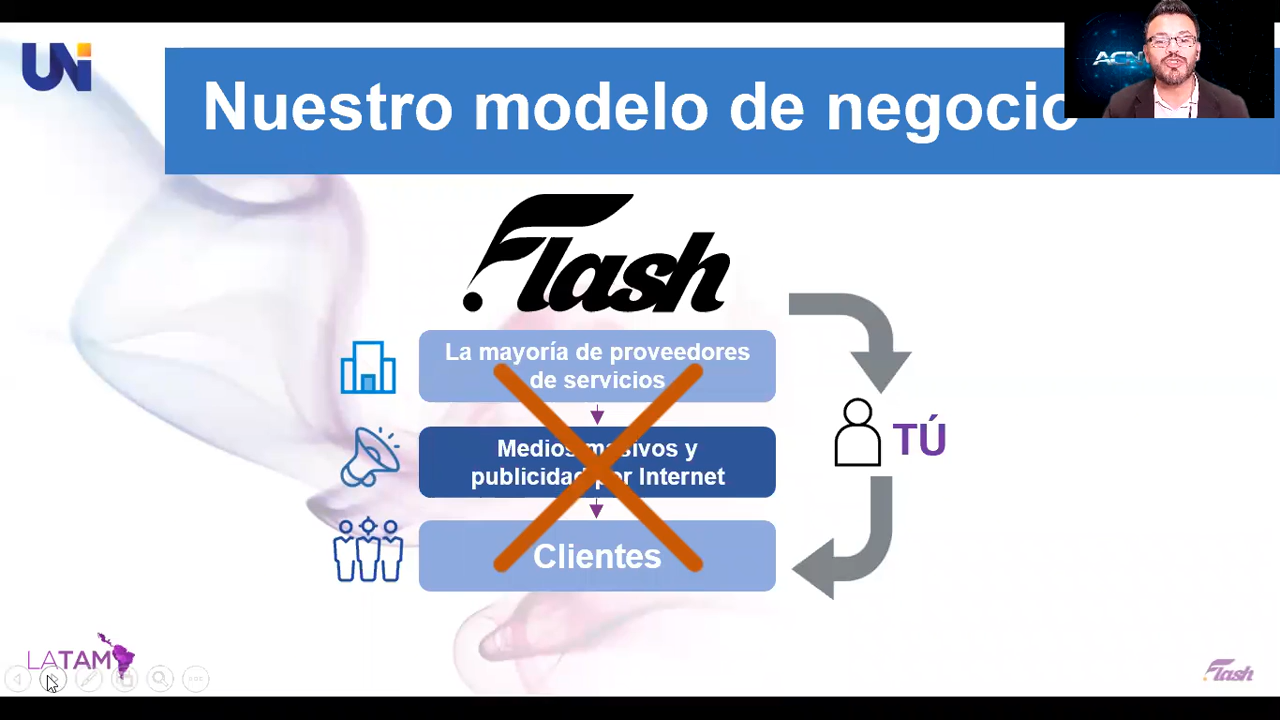 UNi
Nuestro modelo de negocio
ACN
Flash
La mayoría de proveedores
de servicios
Medios masivos y
publicidad por Internet
Clientes
TÚ
LATAM
Flash